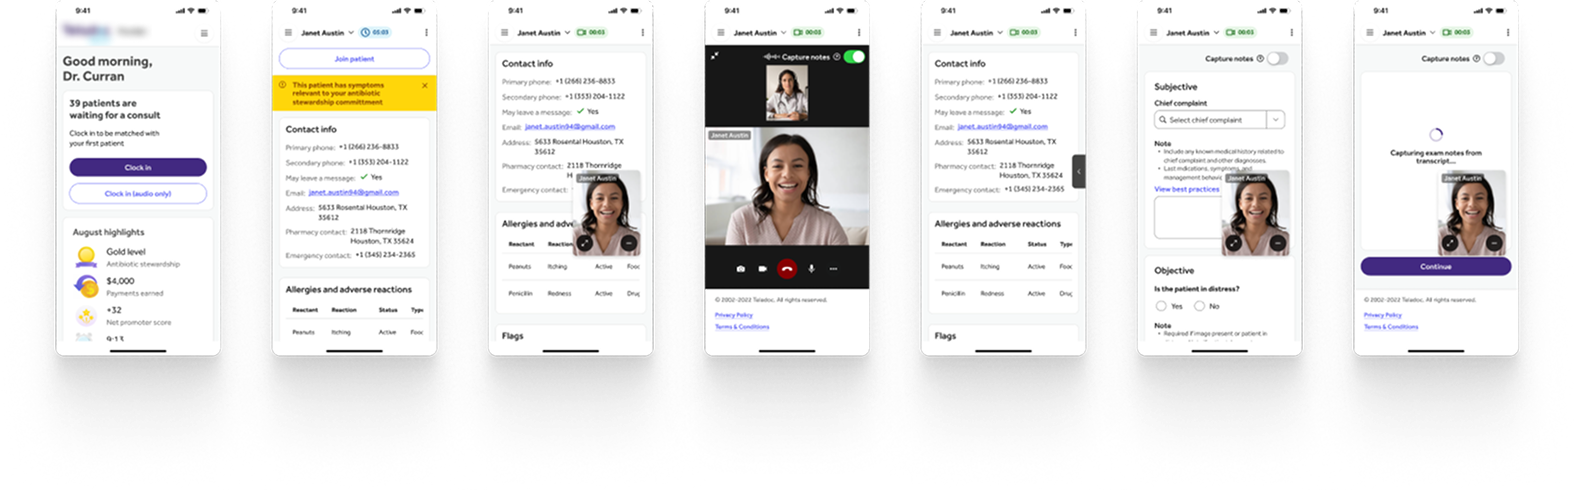 9:41
Good morning,
Dr. Curran
39 patients are
waiting for a consult
Clock in to be matched with
your first patient
Clock in
Clock in (audio only)
August highlights
Gold level
Antibiotic stewardship
$4,000
Payments earned
+32
Net promoter score
9:41
Janet Austin
05:05
Join patient
This patient has symptoms
relevant to your antibiotic
stewardship committment
Contact info
Primary phone: +1 (266) 236-8833
Secondary phone: +1 (353) 204-1122
May leave a message: Yes
Email: janet.austin94@gmail.com
Address: 5633 Rosental Houston, TX
35612
Pharmacy contact: 2118 Thornridge
Houston, TX 35624
Emergency contact: +1 (345) 234-2365
Allergies and adverse reactions
Reactant Reaction Status Type
Peanuts Itching Active Food
9:41
Janet Austin
00:03
Contact info
Primary phone: +1 (266) 236-8833
Secondary phone: +1 (353) 204-1122
May leave a message: Yes
Email: janet.austin94@gmail.com
Address: 5633 Rosental Houston, TX
35612
Pharmacy contact: 2118 Thornridge
H
Janet Austin
Emergency contact:
Allergies and adve
Reactant Reaction
Peanuts Itching Active Food
Penicillin Redness Active Drug
Flags
9:41
Janet Austin
00:03
Capture notes
Janet Austin
© 2002-2022 Teladoc. All rights reserved.
Privacy Policy
Terms & Conditions
9:41
Janet Austin
00:03
Contact info
Primary phone: +1 (266) 236-8833
Secondary phone: +1 (353) 204-1122
May leave a message: Yes
Email: janet.austin94@gmail.com
Address: 5633 Rosental Houston, TX
35612
Pharmacy contact: 2118 Thornridge
Houston, TX 35624
Emergency contact: +1 (345) 234-2365
Allergies and adverse reactions
Reactant Reaction Status Type
Peanuts Itching Active Food
Penicillin Redness Active Drug
Flags
9:41
Janet Austin
00:03
Capture notes
Subjective
Chief complaint
Select chief complaint
Note
• Include any known medical history related to
chief complaint and other diagnoses.
• Last medications, symptoms, and
management behavi
Janet Austin
View best practices
Objective
Is the patient in distress?
Yes No
Note
• Required if image present or patient in
9:41
Janet Austin
00:03
Capture notes
Capturing exam notes from
transcript...
Janet Austin
Continue
© 2002-2022 Teladoc. All rights reserved.
Privacy Policy
Terms & Conditions